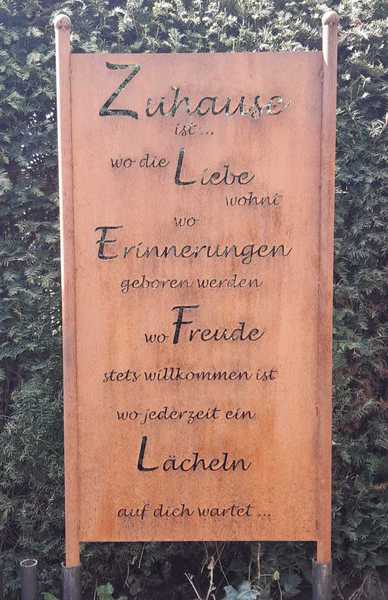 Zuhause
ist...
wo die Liebe
wohnt
wo
Erinnerungen
geboren werden
wo Freude
stets willkommen ist
wo jederzeit ein
Lächeln
auf dich wartet...